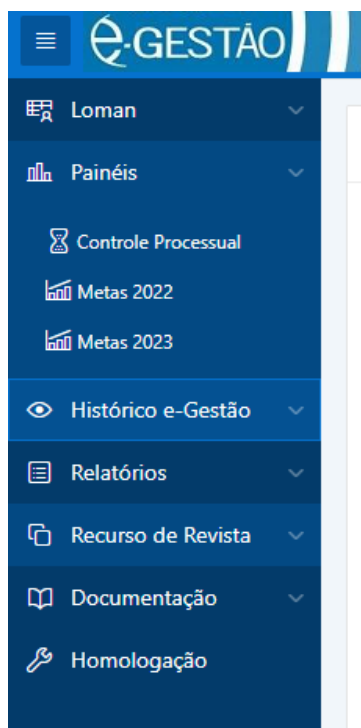 e-GESTÃO
Loman
Painéis
Controle Processual
Metas 2022
Metas 2023
Histórico e-Gestão
Relatórios
Recurso de Revista
Documentação
Homologação